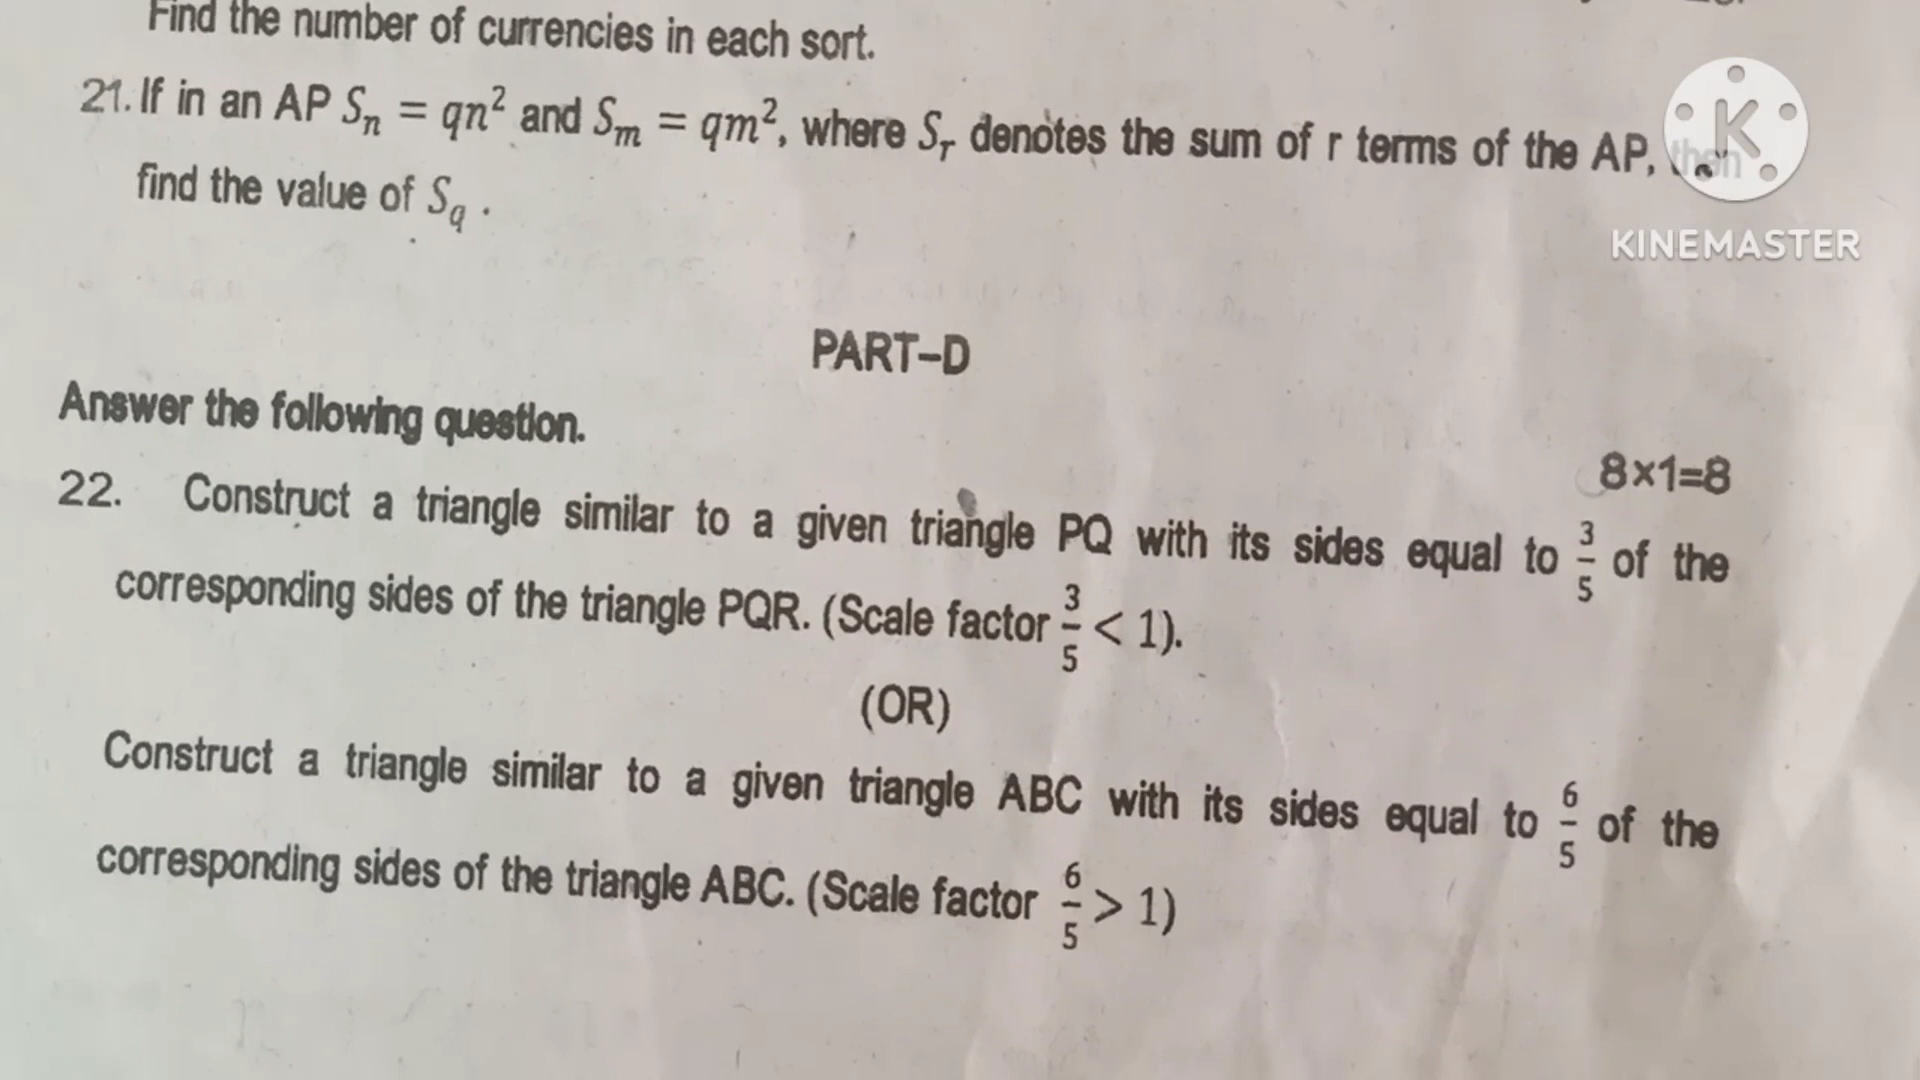 Find the number of currencies in each sort.
21. If in an AP Sₙ = qn² and Sₘ = qm², where Sᵣ denotes the sum of r terms of the AP, then
find the value of S_q .
K
KINEMASTER
PART–D
Answer the following question.
8×1=8
22. Construct a triangle similar to a given triangle PQ with its sides equal to 3/5 of the
corresponding sides of the triangle PQR. (Scale factor 3/5 < 1).
(OR)
Construct a triangle similar to a given triangle ABC with its sides equal to 6/5 of the
corresponding sides of the triangle ABC. (Scale factor 6/5 > 1)